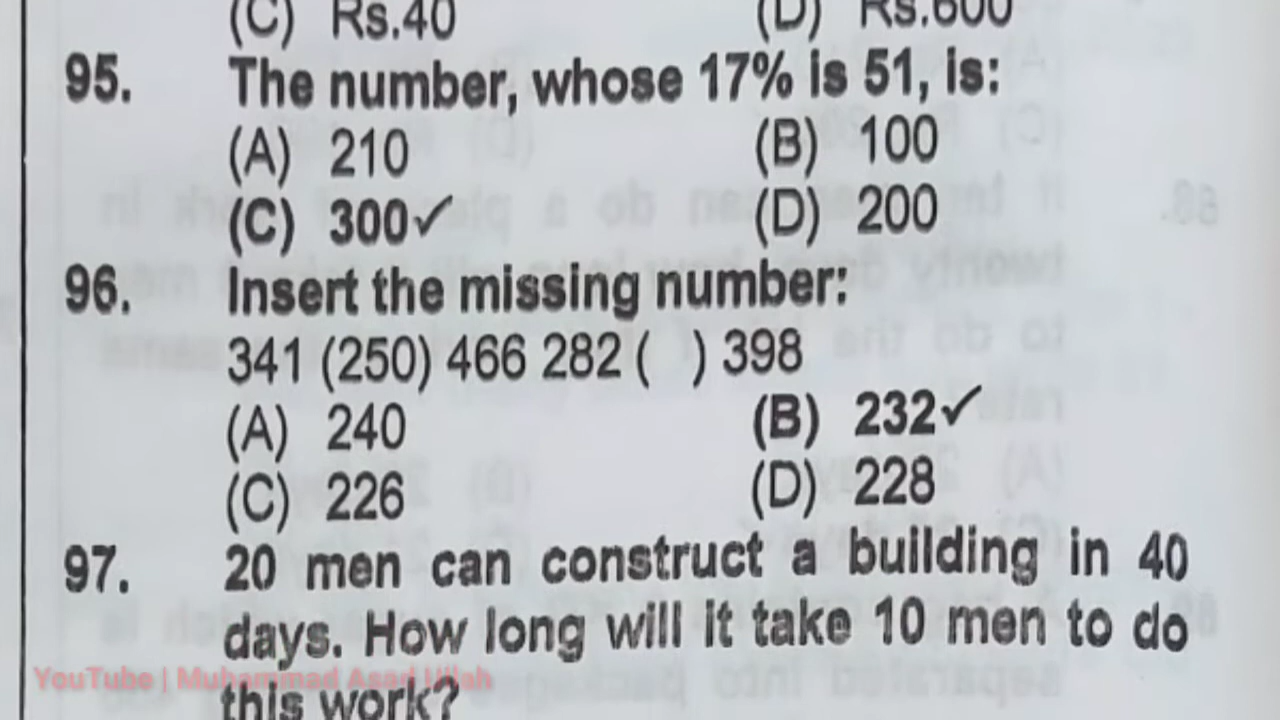 (C) Rs.40 (D) Rs.600
95. The number, whose 17% is 51, is:
(A) 210 (B) 100
(C) 300✓ (D) 200
96. Insert the missing number:
341 (250) 466 282 ( ) 398
(A) 240 (B) 232✓
(C) 226 (D) 228
97. 20 men can construct a building in 40
days. How long will it take 10 men to do
YouTube | Muhammad Asad Ullah
this work?